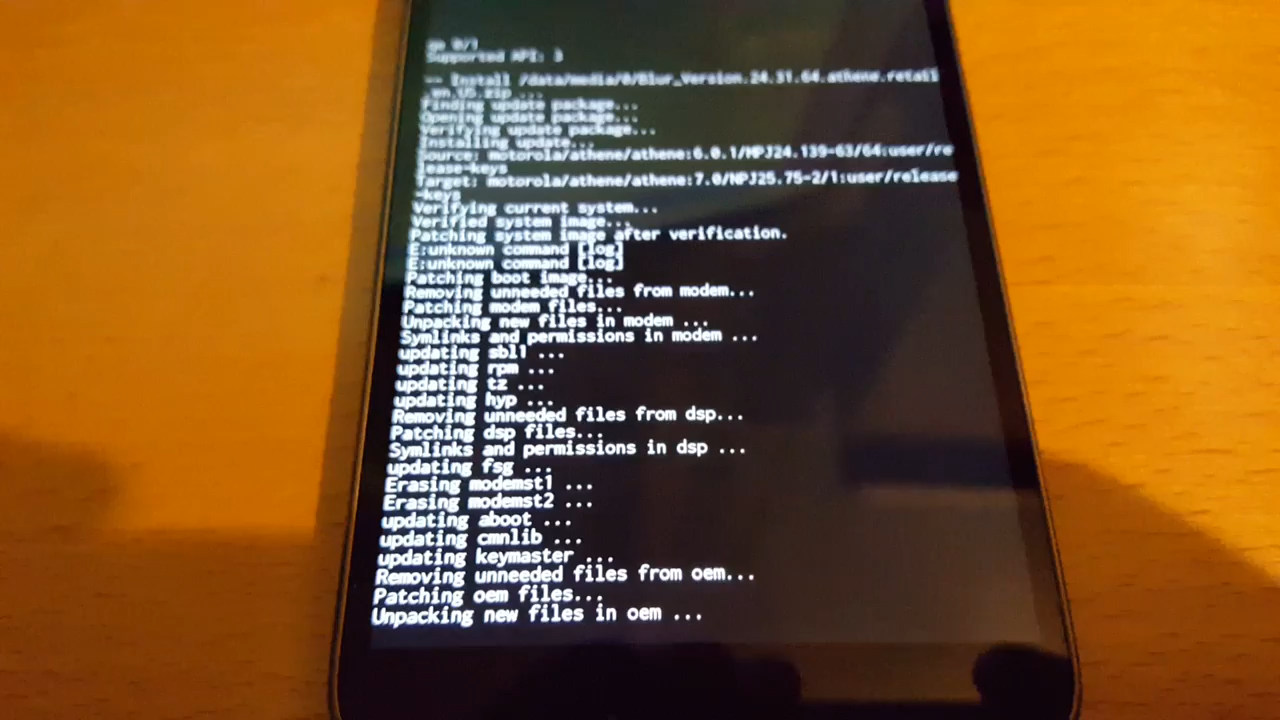 qe 0/1
Supported API: 3
-- Install /data/media/0/Blur_Version.24.31.64.athene.retail
.en.US.zip ...
Finding update package...
Opening update package...
Verifying update package...
Installing update...
Source: motorola/athene/athene:6.0.1/MPJ24.139-63/64:user/re
lease-keys
Target: motorola/athene/athene:7.0/NPJ25.75-2/1:user/release
-keys
Verifying current system...
Verified system image...
Patching system image after verification.
E:unknown command [log]
E:unknown command [log]
Patching boot image...
Removing unneeded files from modem...
Patching modem files...
Unpacking new files in modem ...
Symlinks and permissions in modem ...
updating sbl1 ...
updating rpm ...
updating tz ...
updating hyp ...
Removing unneeded files from dsp...
Patching dsp files...
Symlinks and permissions in dsp ...
updating fsg ...
Erasing modemst1 ...
Erasing modemst2 ...
updating aboot ...
updating cmnlib ...
updating keymaster ...
Removing unneeded files from oem...
Patching oem files...
Unpacking new files in oem ...